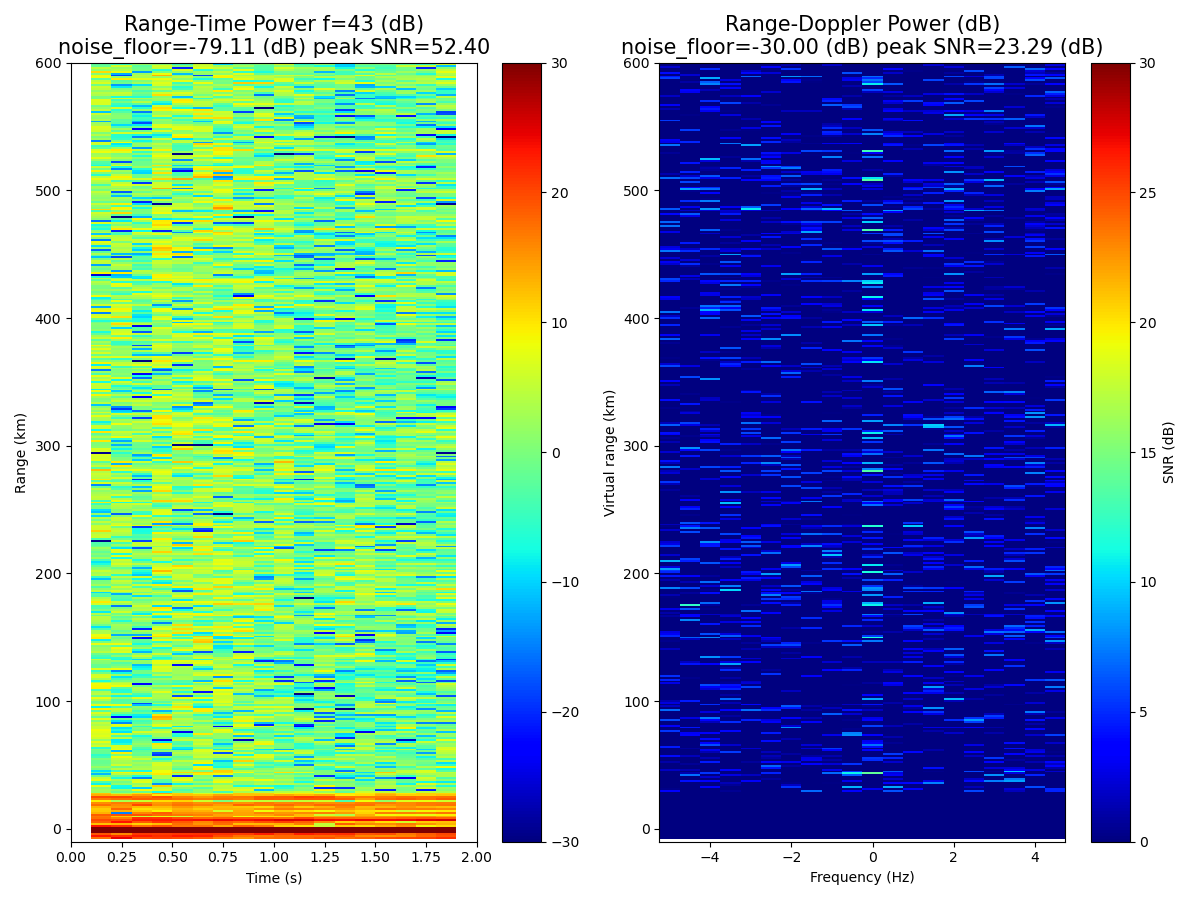 Range-Time Power f=43 (dB)
noise_floor=-79.11 (dB) peak SNR=52.40
Range (km)
600
500
400
300
200
100
0
0.00 0.25 0.50 0.75 1.00 1.25 1.50 1.75 2.00
Time (s)
30
20
10
0
−10
−20
−30
Range-Doppler Power (dB)
noise_floor=-30.00 (dB) peak SNR=23.29 (dB)
Virtual range (km)
600
500
400
300
200
100
0
−4 −2 0 2 4
Frequency (Hz)
30
25
20
15
10
5
0
SNR (dB)